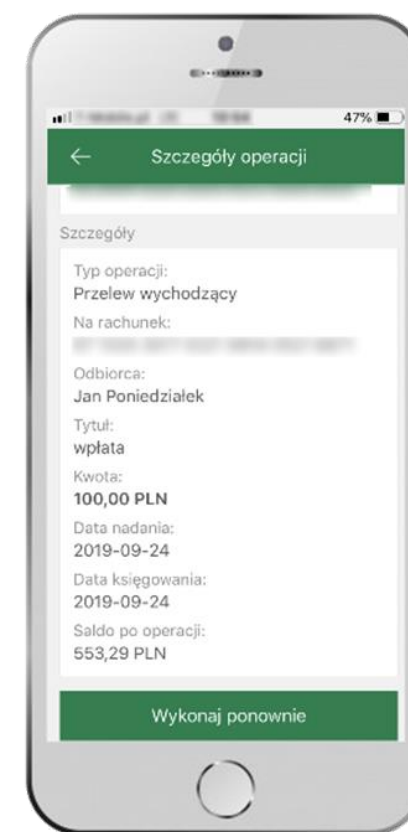 47%
Szczegóły operacji
Szczegóły
Typ operacji:
Przelew wychodzący
Na rachunek:
Odbiorca:
Jan Poniedziałek
Tytuł:
wpłata
Kwota:
100,00 PLN
Data nadania:
2019-09-24
Data księgowania:
2019-09-24
Saldo po operacji:
553,29 PLN
Wykonaj ponownie